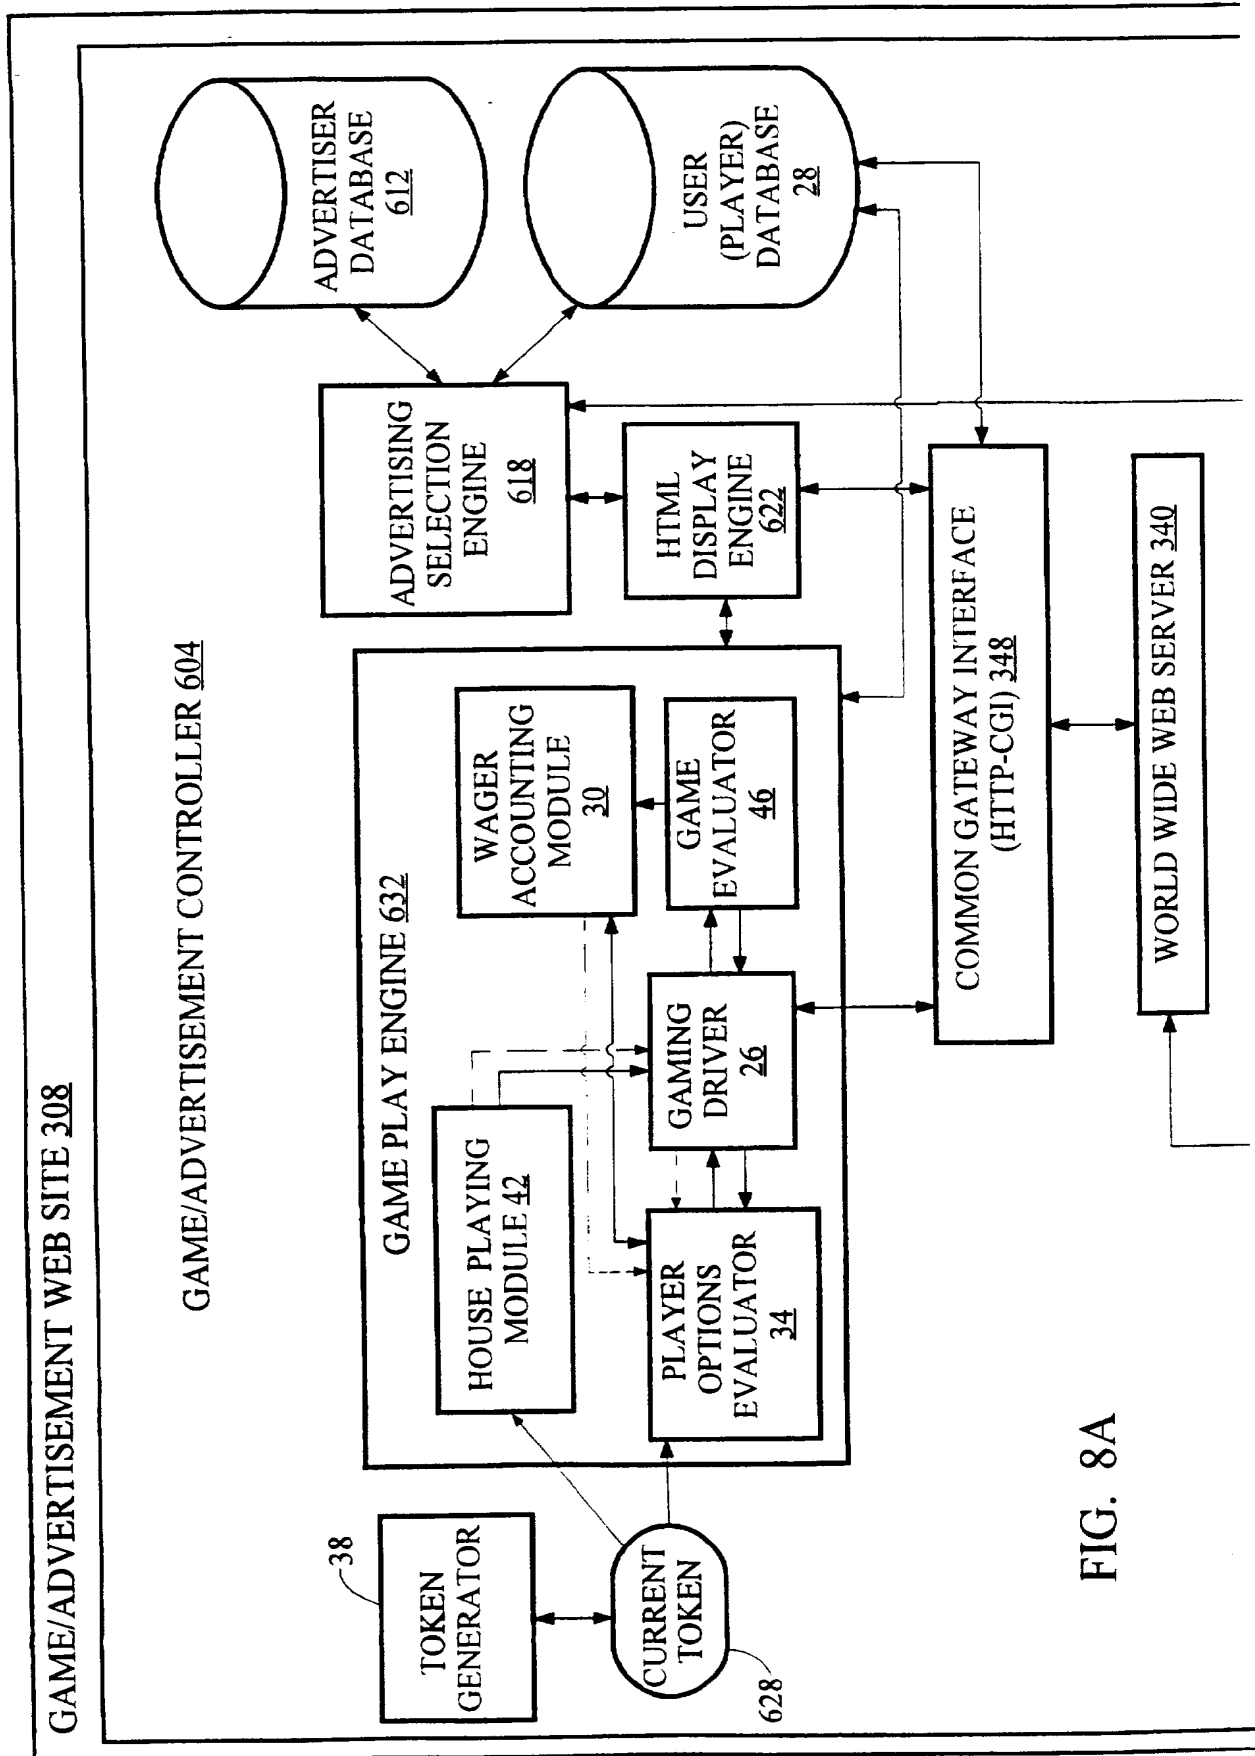 GAME/ADVERTISEMENT WEB SITE 308
GAME/ADVERTISEMENT CONTROLLER 604
38
TOKEN
GENERATOR
CURRENT
TOKEN
628
GAME PLAY ENGINE 632
HOUSE PLAYING
MODULE 42
WAGER
ACCOUNTING
MODULE
30
PLAYER
OPTIONS
EVALUATOR
34
GAMING
DRIVER
26
GAME
EVALUATOR
46
ADVERTISING
SELECTION
ENGINE
618
HTML
DISPLAY
ENGINE
622
ADVERTISER
DATABASE
612
USER
(PLAYER)
DATABASE
28
COMMON GATEWAY INTERFACE
(HTTP-CGI) 348
WORLD WIDE WEB SERVER 340
FIG. 8A